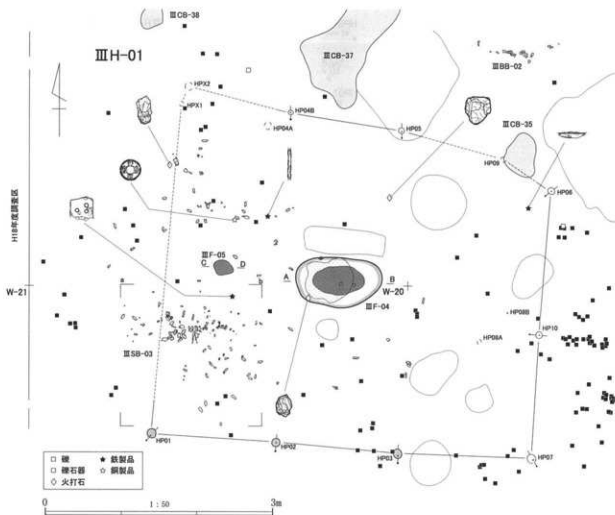 ⅢCB-38
ⅢH-01
ⅢCB-37
ⅢBB-02
HPX2
HPX1
HP04B
HP04A
HP05
ⅢCB-35
HP09
HP06
H18年度調査区
2
ⅢF-05
C
D
A
B
W-21
W-20
ⅢF-04
HP08B
HP08A
HP10
ⅢSB-03
HP01
HP02
HP03
HP07
□ 礫
□ 礫石器
◇ 火打石
★ 鉄製品
☆ 銅製品
0
1:50
3m